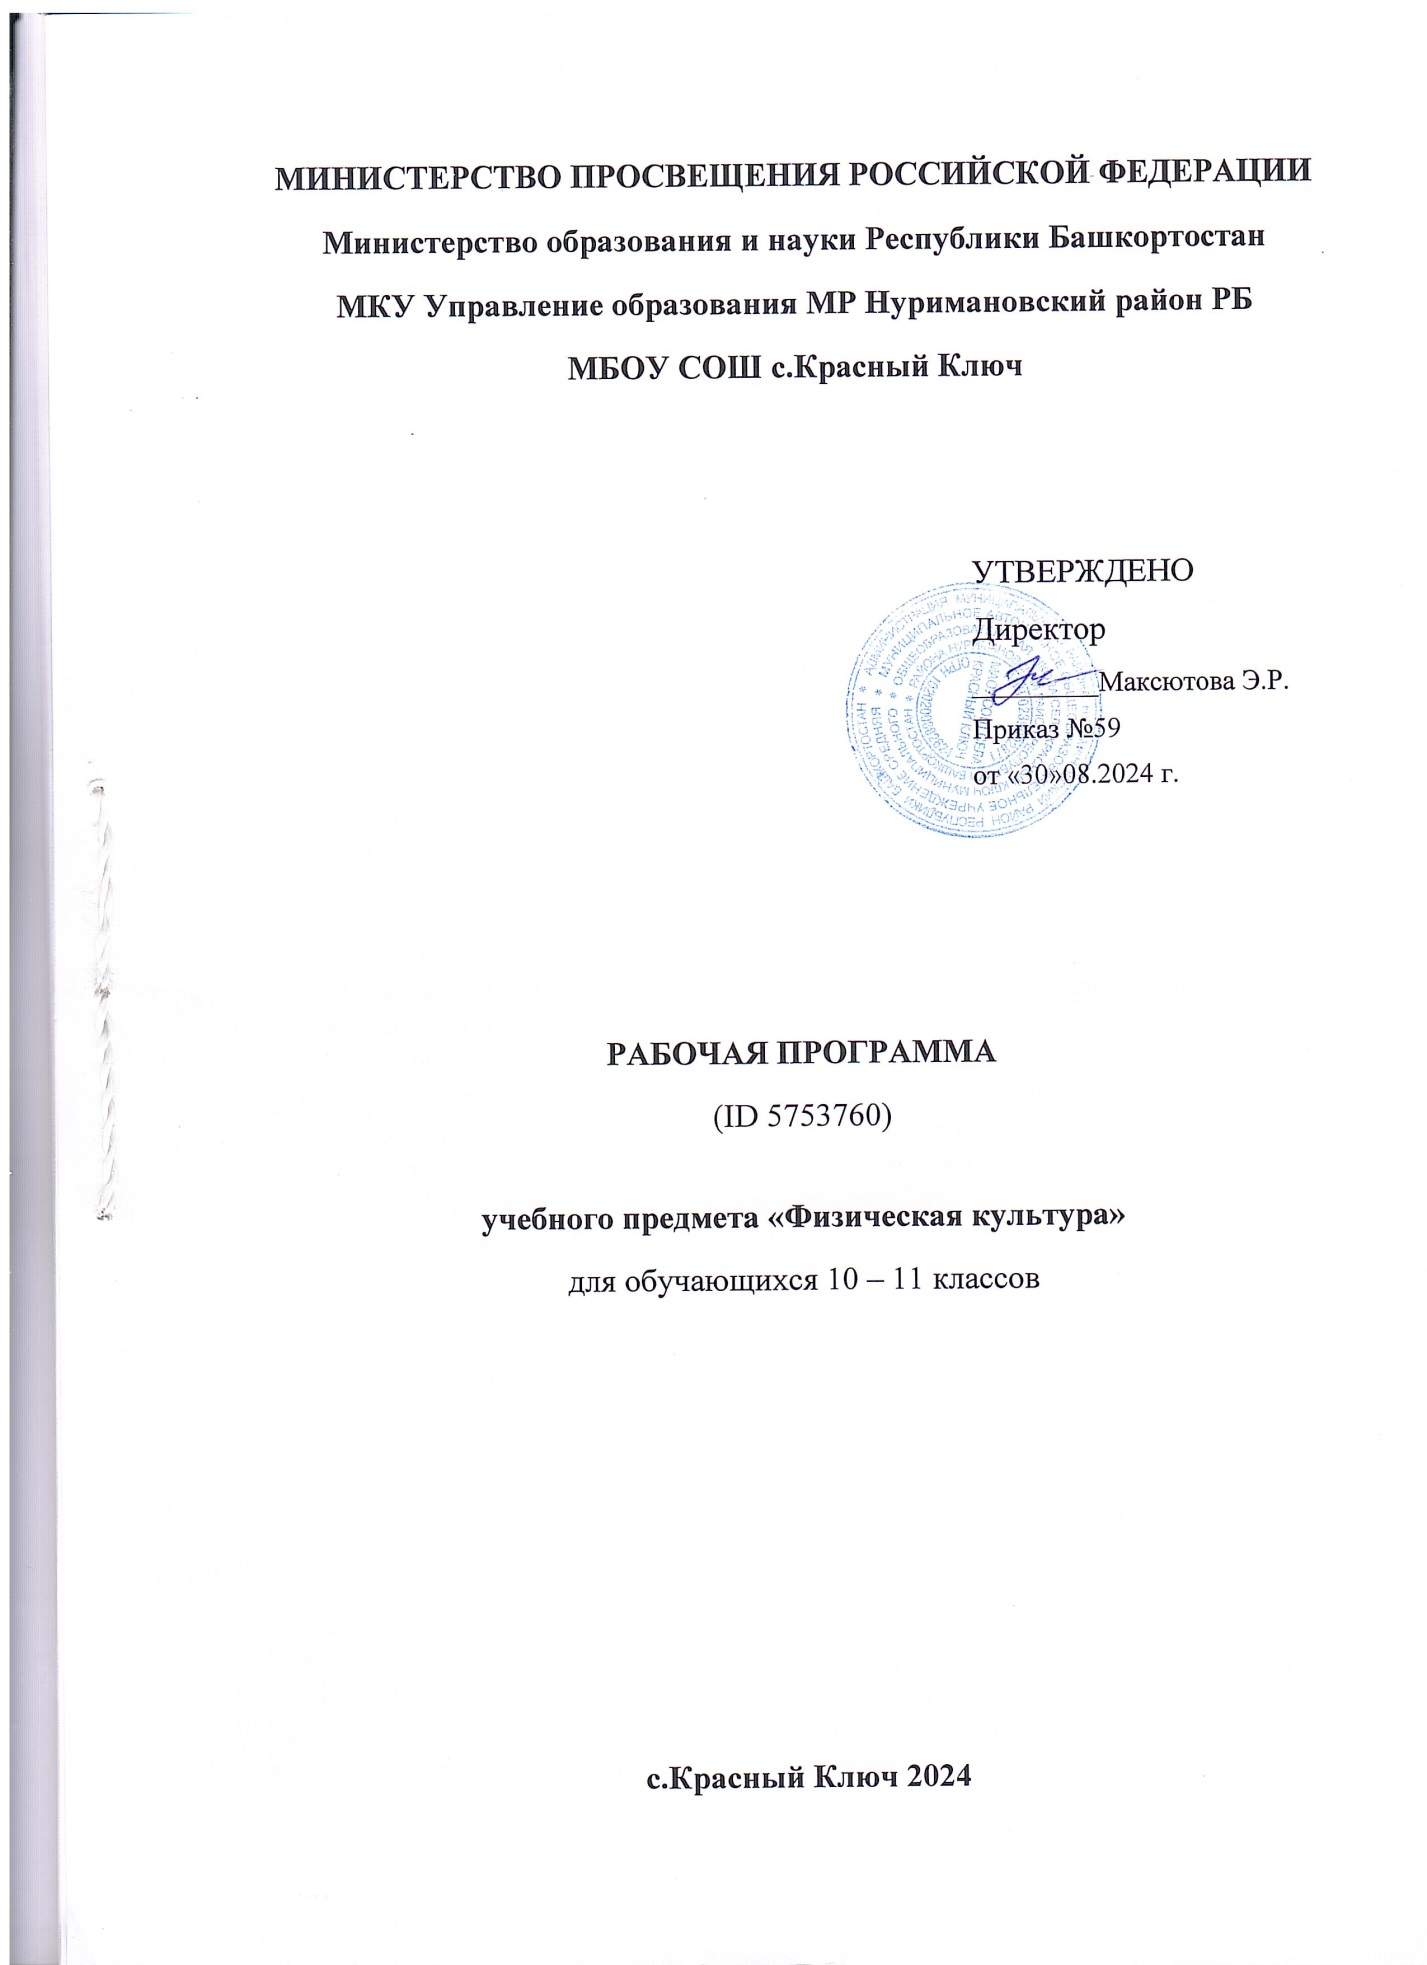 МИНИСТЕРСТВО ПРОСВЕЩЕНИЯ РОССИЙСКОЙ ФЕДЕРАЦИИ
Министерство образования и науки Республики Башкортостан
МКУ Управление образования МР Нуримановский район РБ
МБОУ СОШ с.Красный Ключ
УТВЕРЖДЕНО
Директор
Максютова Э.Р.
Приказ №59
от «30»08.2024 г.
РАБОЧАЯ ПРОГРАММА
(ID 5753760)
учебного предмета «Физическая культура»
для обучающихся 10 – 11 классов
с.Красный Ключ 2024